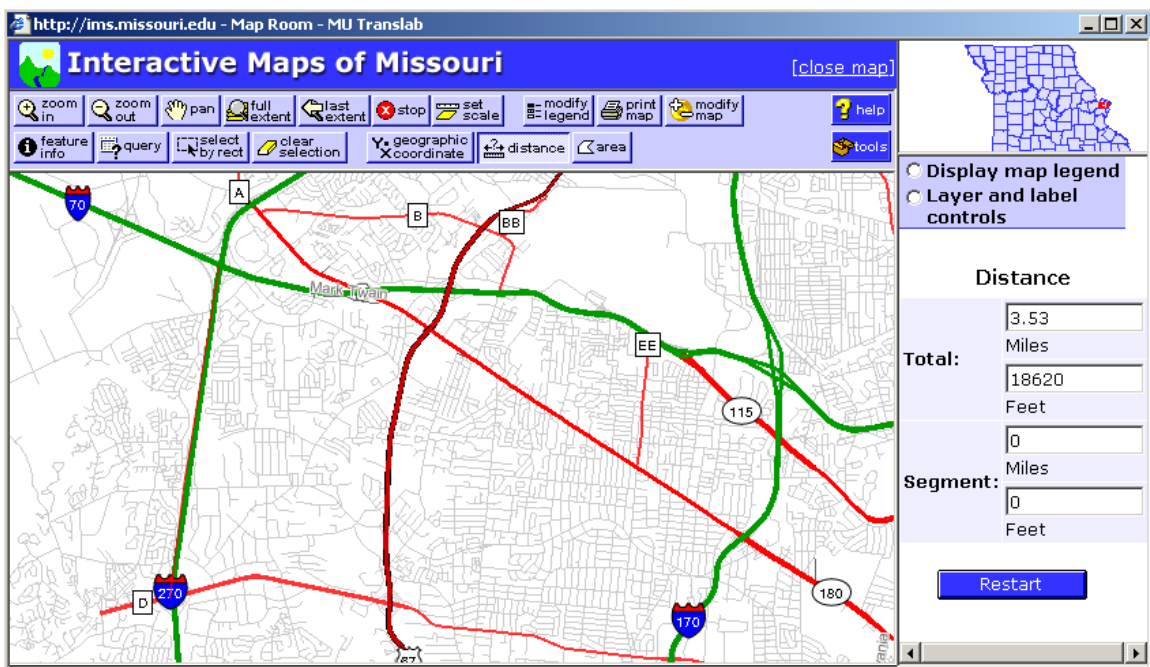 http://ims.missouri.edu - Map Room - MU Translab
Interactive Maps of Missouri
[close map]
zoom in
zoom out
pan
full extent
last extent
stop
set scale
modify legend
print map
modify map
help
feature info
query
select by rect
clear selection
geographic coordinate
distance
area
tools
Display map legend
Layer and label
controls
70
A
B
BB
Mark Twain
EE
115
270
D
180
170
67
Distance
Total:
3.53
Miles
18620
Feet
Segment:
0
Miles
0
Feet
Restart